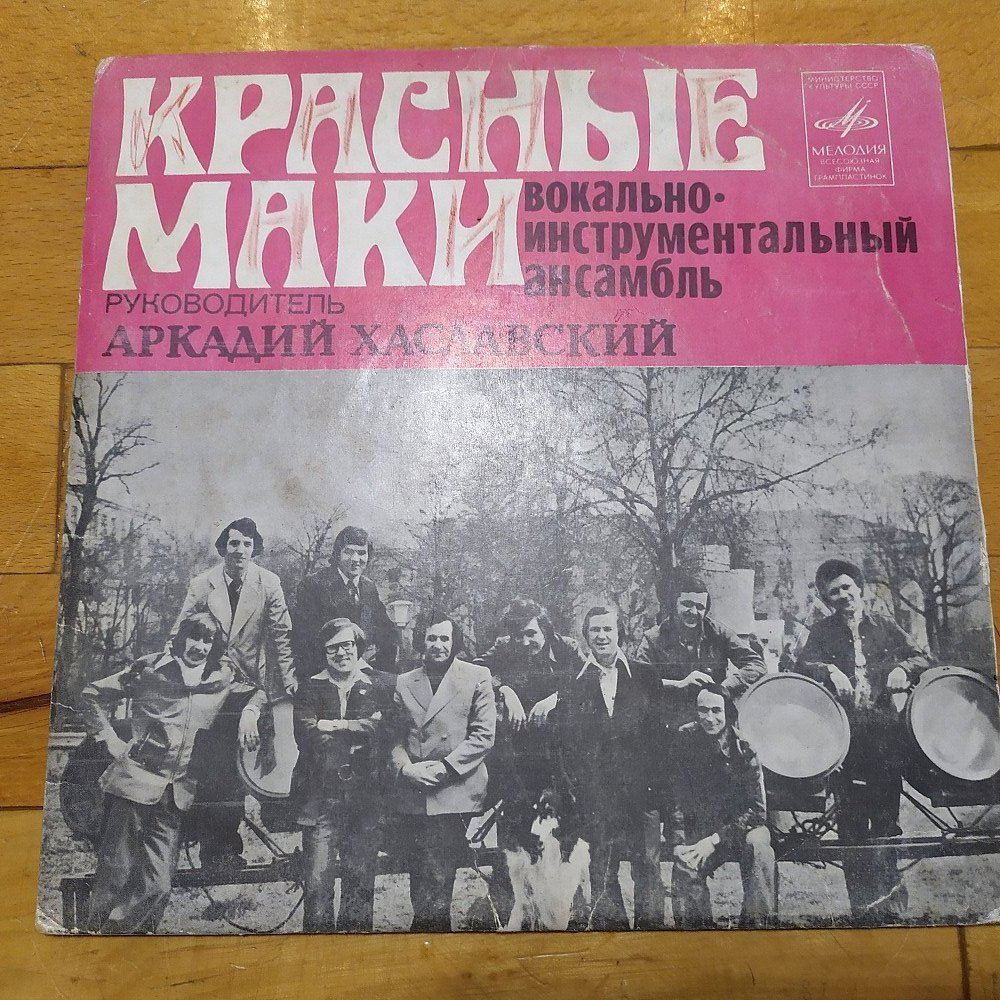 КРАСНЫЕ
МАКИ
ВОКАЛЬНО-
ИНСТРУМЕНТАЛЬНЫЙ
АНСАМБЛЬ
РУКОВОДИТЕЛЬ
АРКАДИЙ ХАСЛАВСКИЙ
МИНИСТЕРСТВО
КУЛЬТУРЫ СССР
МЕЛОДИЯ
ВСЕСОЮЗНАЯ
ФИРМА
ГРАМПЛАСТИНОК